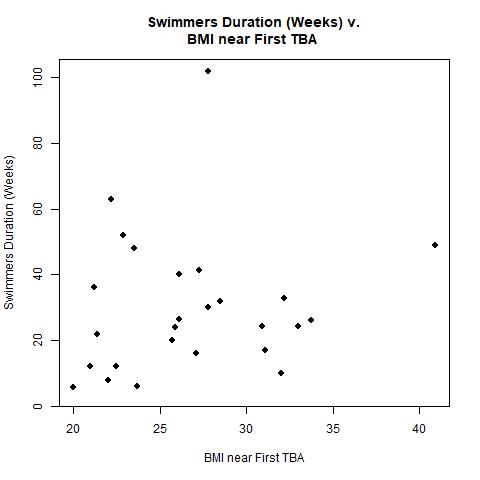 Swimmers Duration (Weeks) v.
BMI near First TBA
Swimmers Duration (Weeks)
100
80
60
40
20
0
20 25 30 35 40
BMI near First TBA